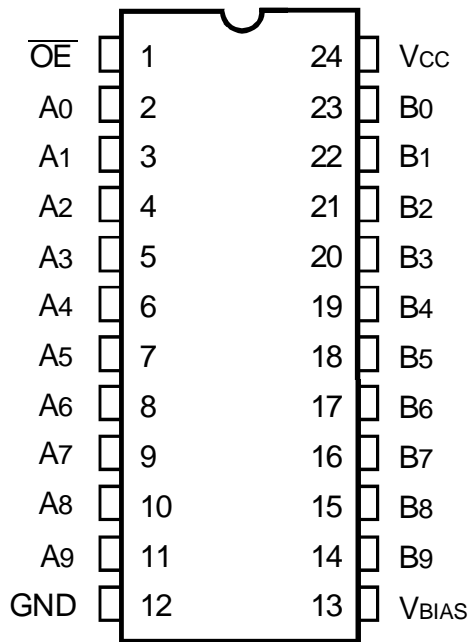 OE 1 24 VCC
A0 2 23 B0
A1 3 22 B1
A2 4 21 B2
A3 5 20 B3
A4 6 19 B4
A5 7 18 B5
A6 8 17 B6
A7 9 16 B7
A8 10 15 B8
A9 11 14 B9
GND 12 13 VBIAS